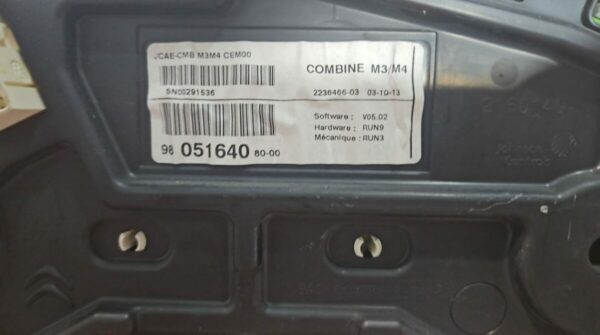 JCAE-CMB M3M4 CEM00
COMBINE M3/M4
SN00291536
2236466-03 03-10-13
Software : V05.02
Hardware : RUN9
Mécanique : RUN3
98 051640 80-00